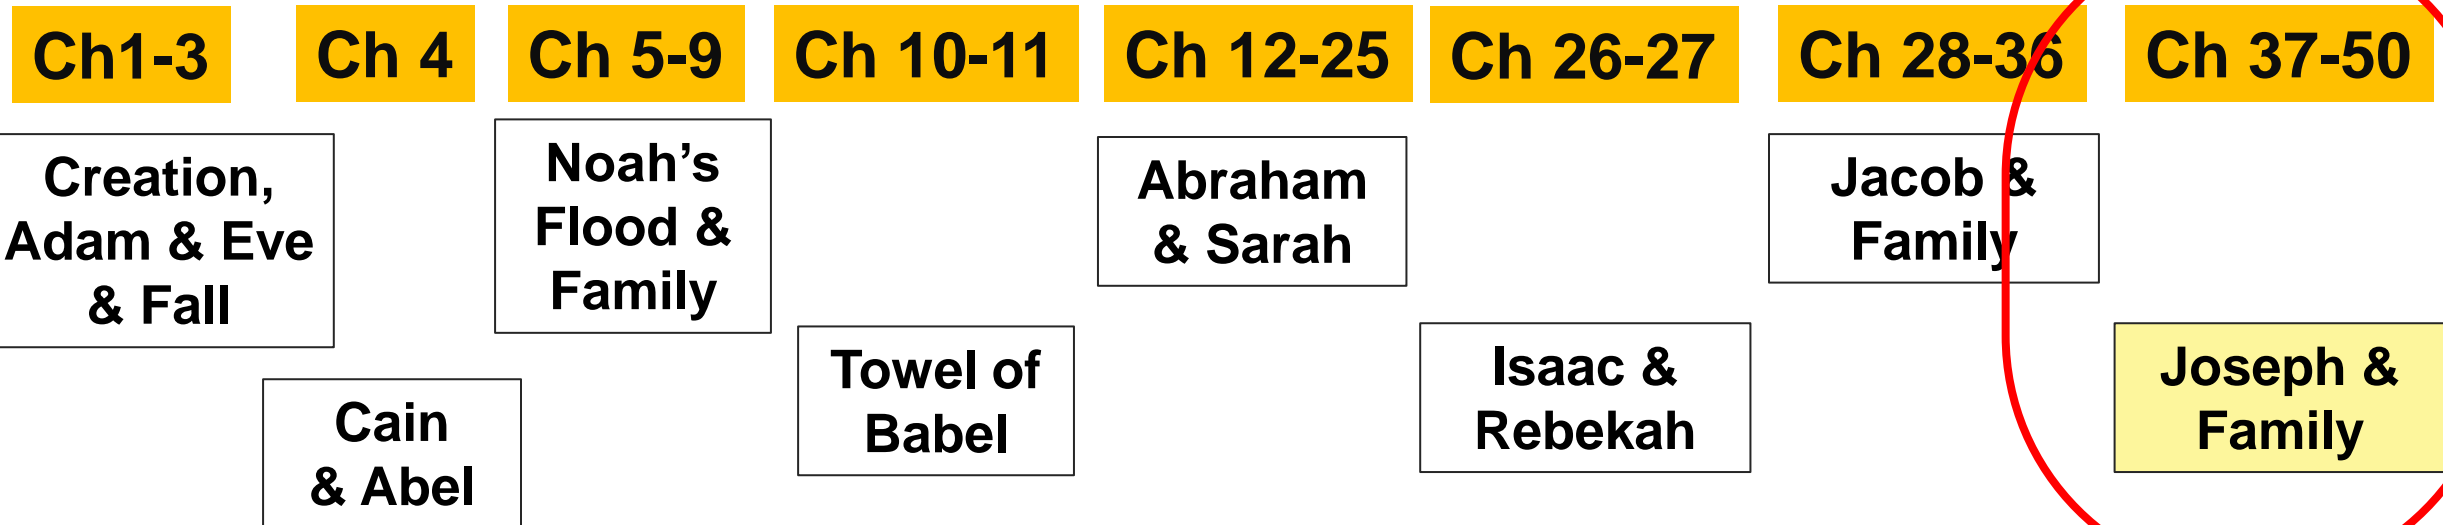 Ch1-3
Ch 4
Ch 5-9
Ch 10-11
Ch 12-25
Ch 26-27
Ch 28-36
Ch 37-50
Creation,
Adam & Eve
& Fall
Cain
& Abel
Noah’s
Flood &
Family
Towel of
Babel
Abraham
& Sarah
Isaac &
Rebekah
Jacob &
Family
Joseph &
Family